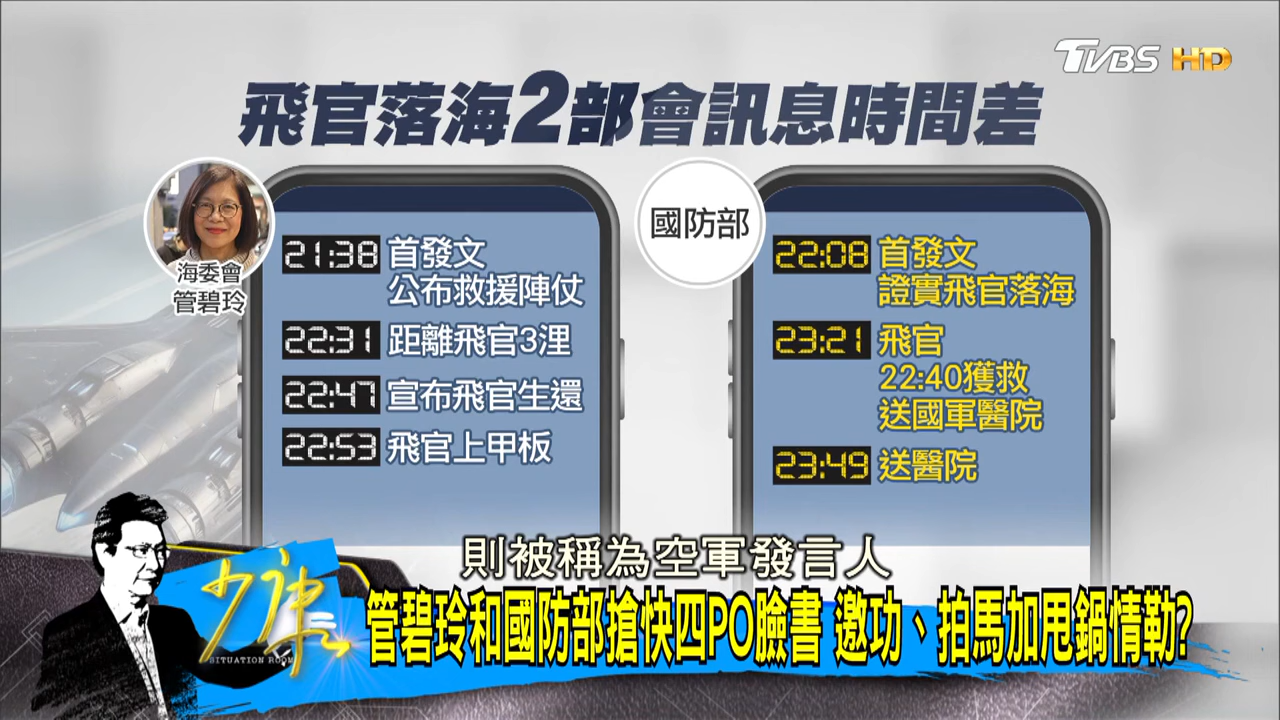 TVBS HD
飛官落海2部會訊息時間差
海委會
管碧玲
21:38 首發文
公布救援陣仗
22:31 距離飛官3浬
22:47 宣布飛官生還
22:53 飛官上甲板
國防部
22:08 首發文
證實飛官落海
23:21 飛官
22:40獲救
送國軍醫院
23:49 送醫院
則被稱為空軍發言人
少康
SITUATION ROOM
管碧玲和國防部搶快四PO臉書 邀功、拍馬加甩鍋情勒?